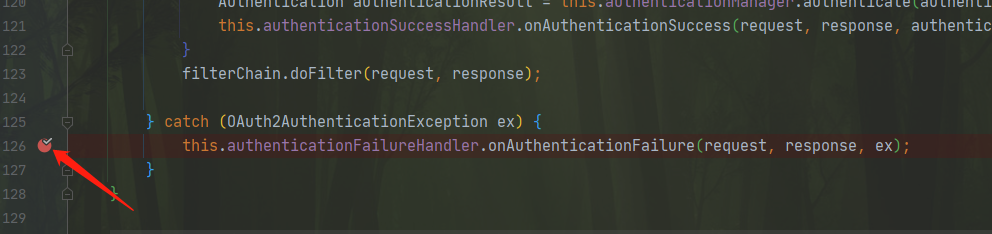 120 Authentication authenticationResult = this.authenticationManager.authenticate(authenti
121 this.authenticationSuccessHandler.onAuthenticationSuccess(request, response, authentic
122 }
123 filterChain.doFilter(request, response);
124
125 } catch (OAuth2AuthenticationException ex) {
126 this.authenticationFailureHandler.onAuthenticationFailure(request, response, ex);
127 }
128 }
129